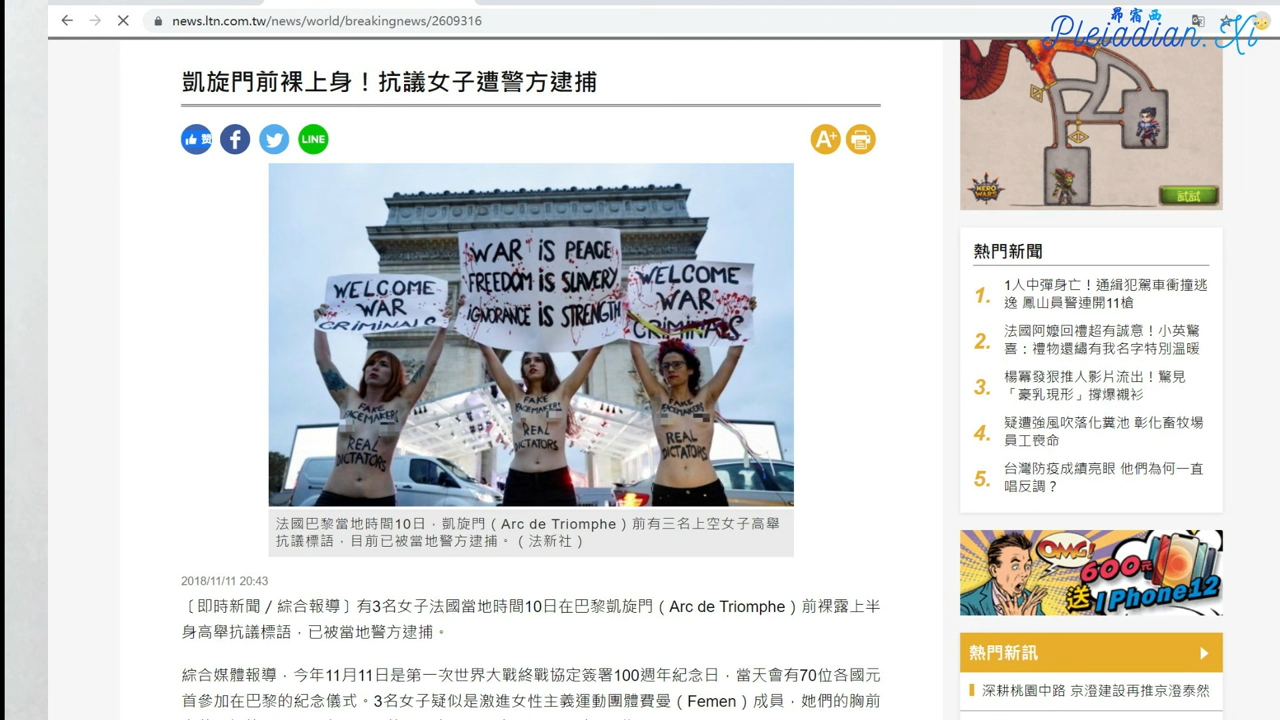 news.ltn.com.tw/news/world/breakingnews/2609316
昴宿西
Pleiadian.Xi
凱旋門前裸上身！抗議女子遭警方逮捕
赞
LINE
A+
WAR iS PEACE
FREEDOM iS SLAVERY
iGNORANCE iS STRENGTH
WELCOME
WAR
CRIMINALS
WELCOME
WAR
CRIMINALS
FAKE
PEACEMAKERS
REAL
DICTATORS
FAKE
PEACEMAKERS
REAL
DICTATORS
FAKE
PEACEMAKERS
REAL
DICTATORS
法國巴黎當地時間10日，凱旋門（Arc de Triomphe）前有三名上空女子高舉
抗議標語，目前已被當地警方逮捕。（法新社）
2018/11/11 20:43
〔即時新聞／綜合報導〕有3名女子法國當地時間10日在巴黎凱旋門（Arc de Triomphe）前裸露上半
身高舉抗議標語，已被當地警方逮捕。
綜合媒體報導，今年11月11日是第一次世界大戰終戰協定簽署100週年紀念日，當天會有70位各國元
首參加在巴黎的紀念儀式。3名女子疑似是激進女性主義運動團體費曼（Femen）成員，她們的胸前
HERO
WARS
試試
熱門新聞
1. 1人中彈身亡！通緝犯駕車衝撞逃
逸 鳳山員警連開11槍
2. 法國阿嬤回禮超有誠意！小英驚
喜：禮物還繡有我名字特別溫暖
3. 楊冪發狠推人影片流出！驚見
「豪乳現形」撐爆襯衫
4. 疑遭強風吹落化糞池 彰化畜牧場
員工喪命
5. 台灣防疫成績亮眼 他們為何一直
唱反調？
OMG!
600元
送 iPhone12
熱門新訊
深耕桃園中路 京澄建設再推京澄泰然